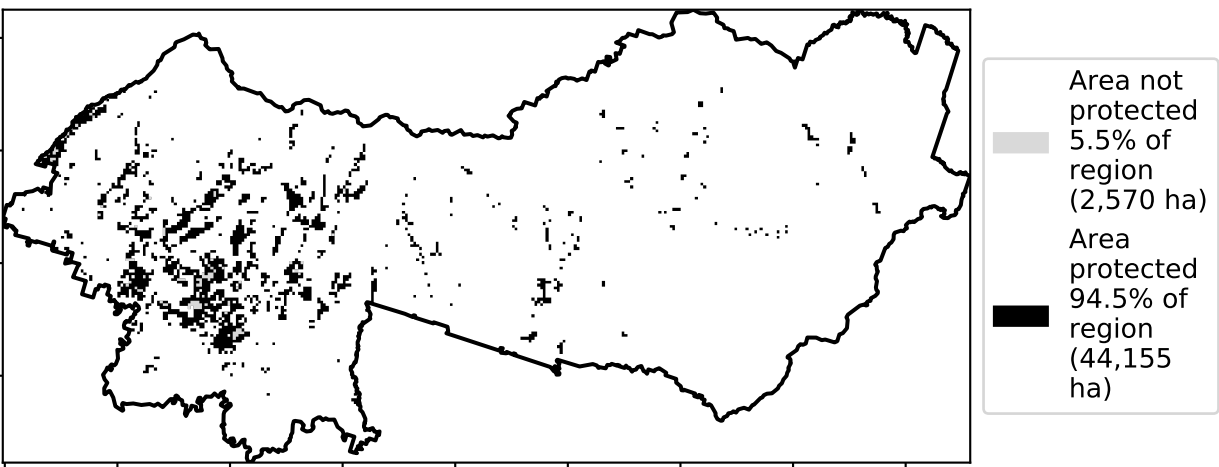 Area not
protected
5.5% of
region
(2,570 ha)
Area
protected
94.5% of
region
(44,155
ha)